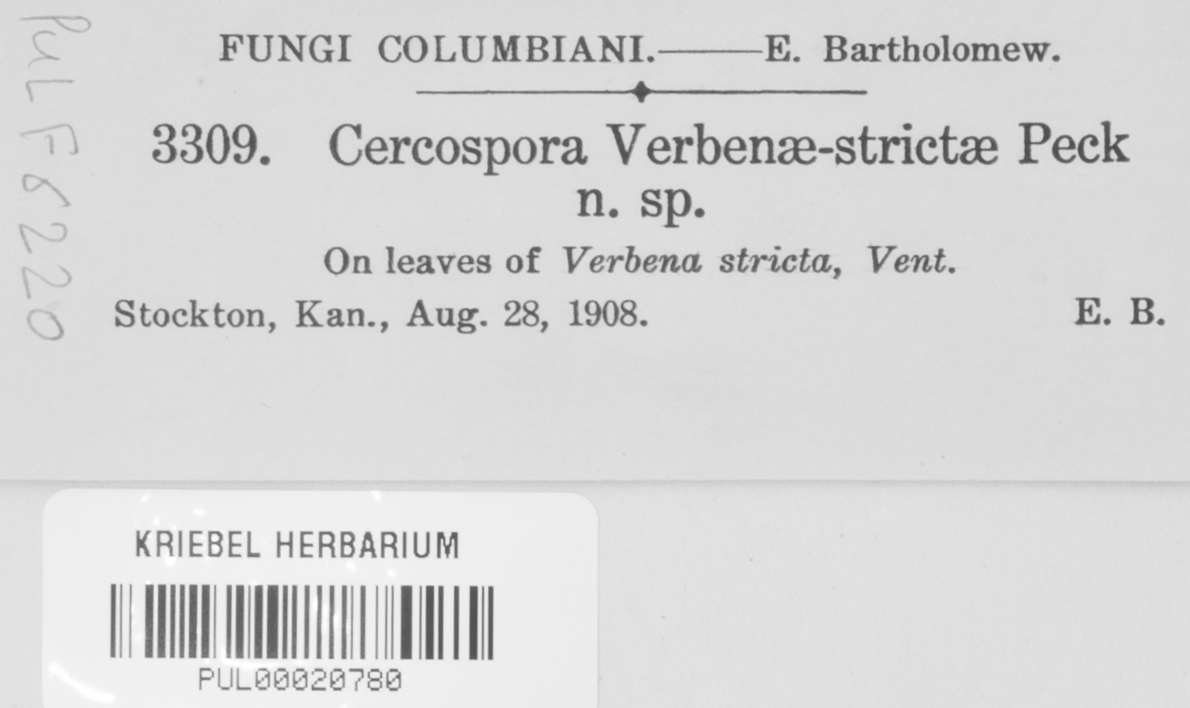 FUNGI COLUMBIANI.——E. Bartholomew.
3309. Cercospora Verbenæ-strictæ Peck
n. sp.
On leaves of Verbena stricta, Vent.
Stockton, Kan., Aug. 28, 1908. E. B.
PUL F6220
KRIEBEL HERBARIUM
PUL00020780